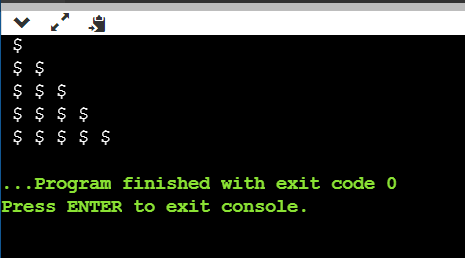 $
$ $
$ $ $
$ $ $ $
$ $ $ $ $
...Program finished with exit code 0
Press ENTER to exit console.